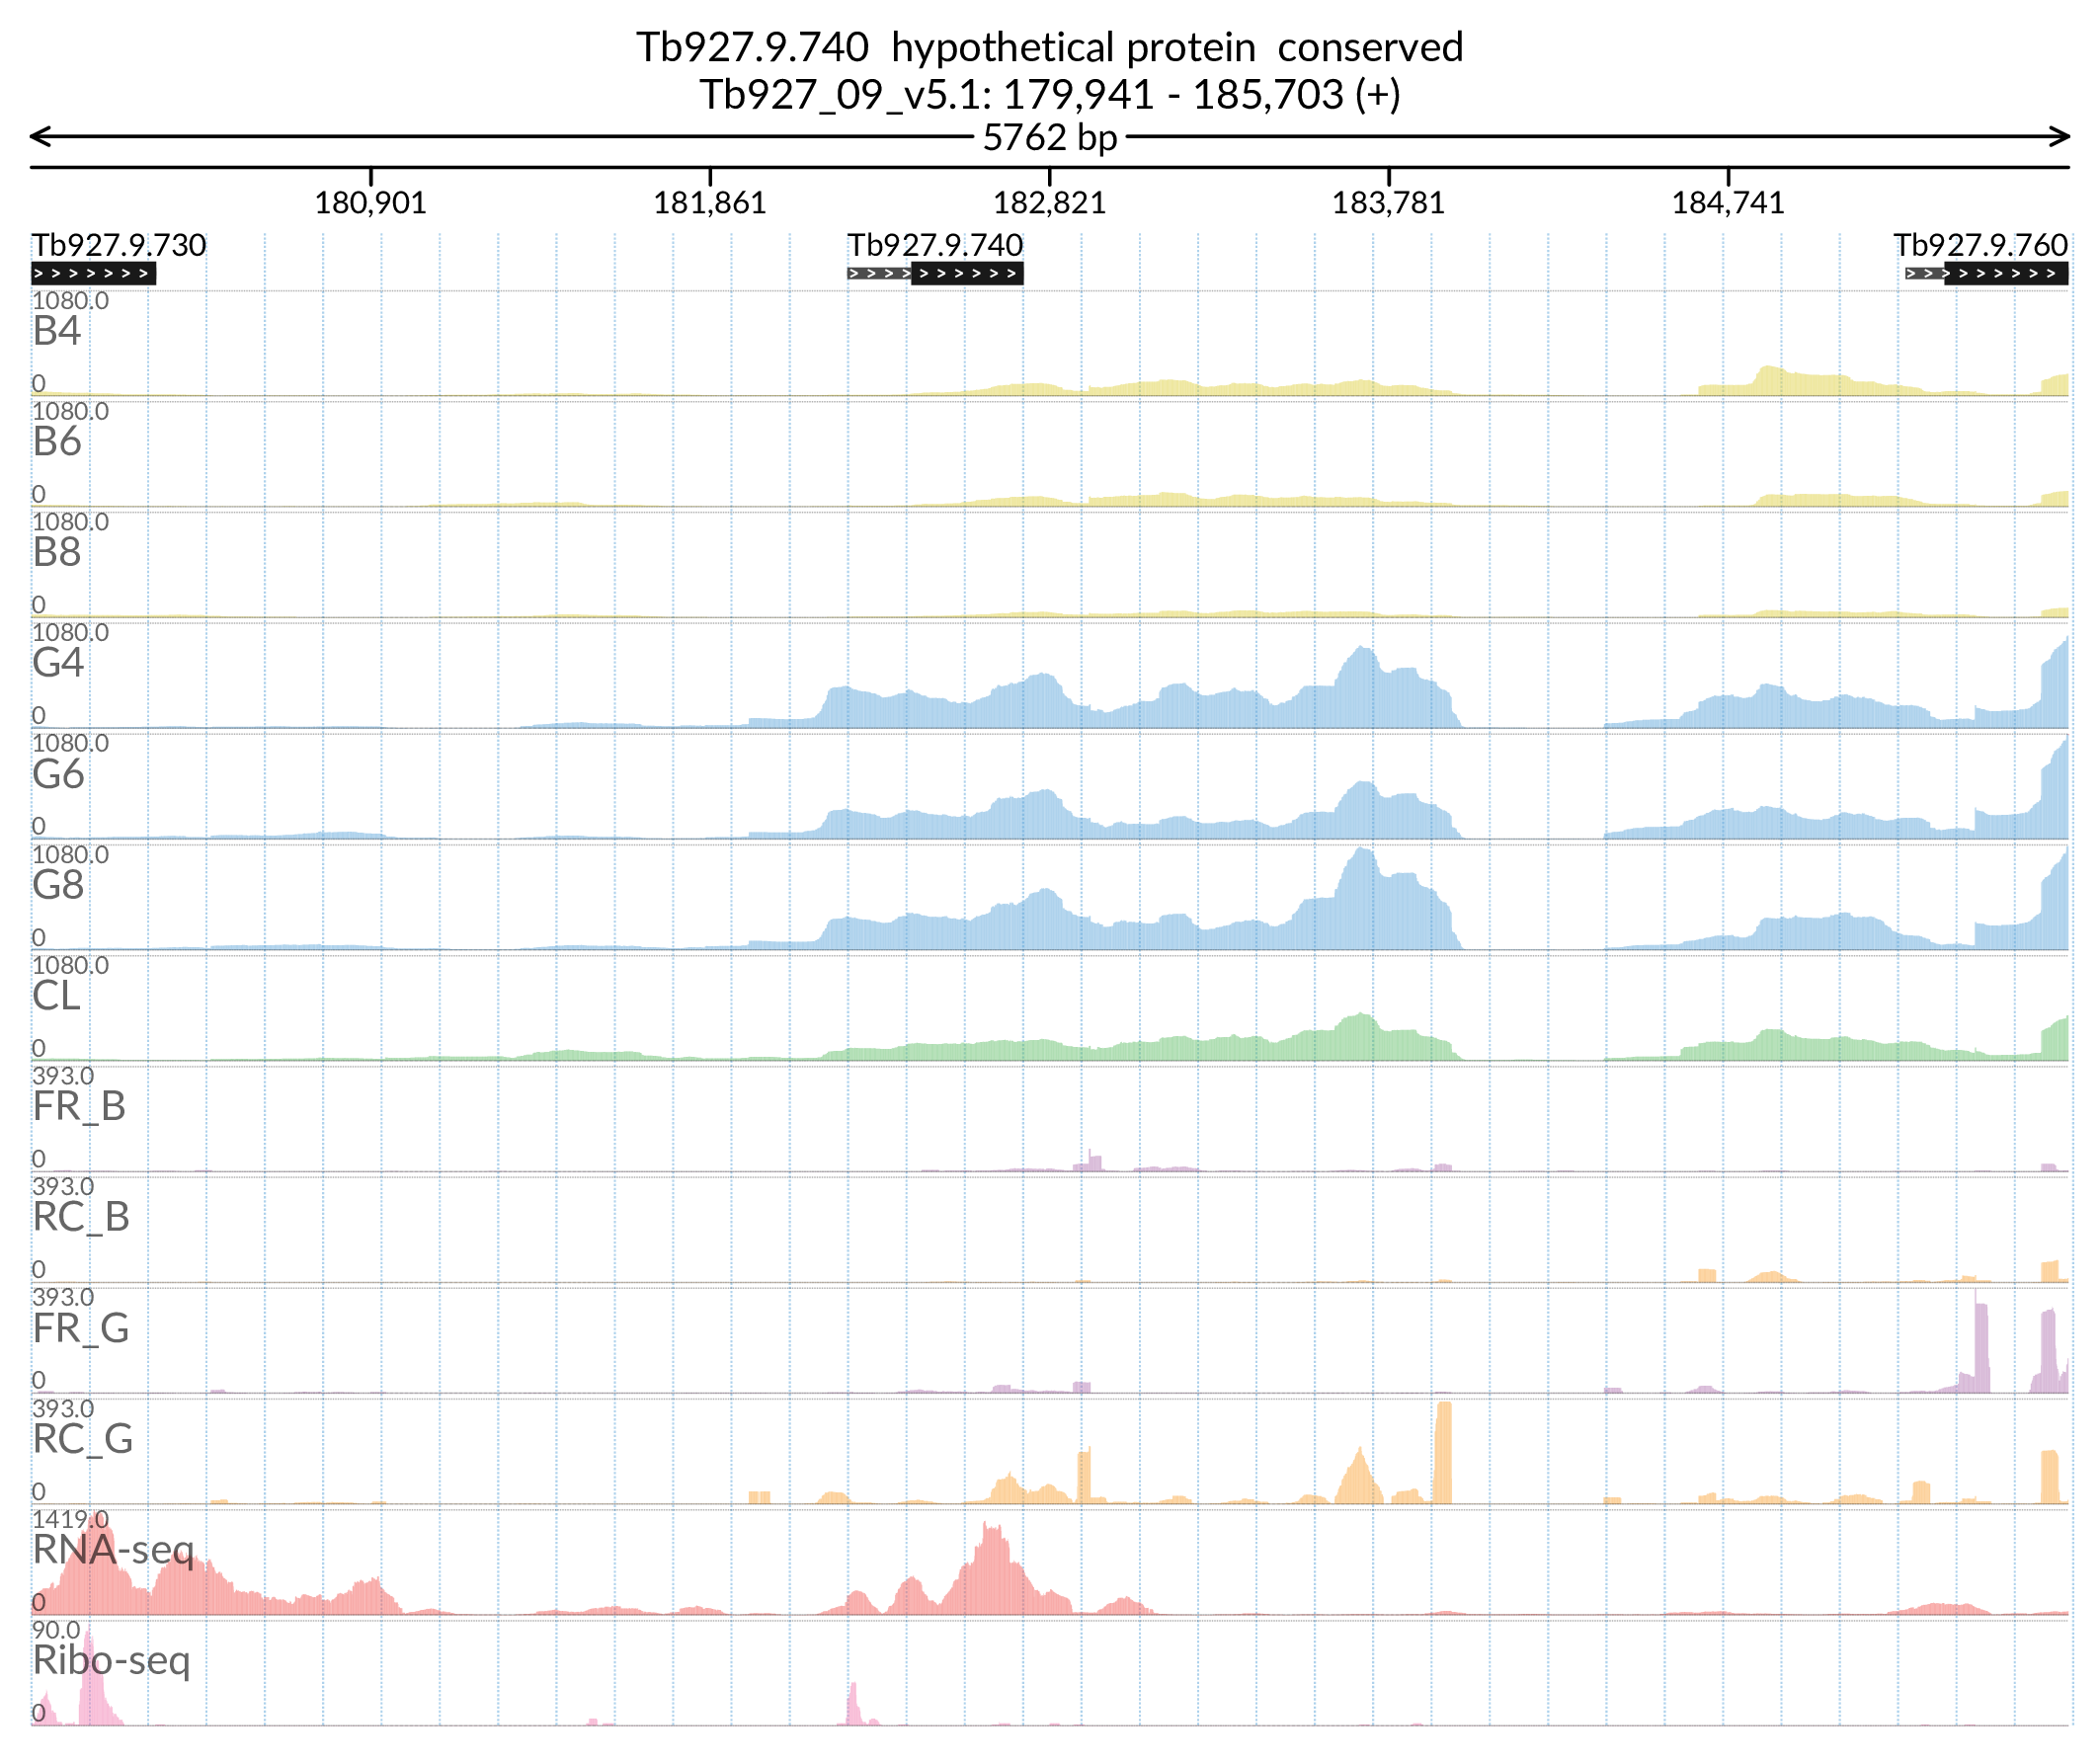 Tb927.9.740  hypothetical protein  conserved
Tb927_09_v5.1: 179,941 - 185,703 (+)
5762 bp
180,901 181,861 182,821 183,781 184,741
Tb927.9.730 Tb927.9.740 Tb927.9.760
1080.0
B4
0
1080.0
B6
0
1080.0
B8
0
1080.0
G4
0
1080.0
G6
0
1080.0
G8
0
1080.0
CL
0
393.0
FR_B
0
393.0
RC_B
0
393.0
FR_G
0
393.0
RC_G
0
1419.0
RNA-seq
0
90.0
Ribo-seq
0